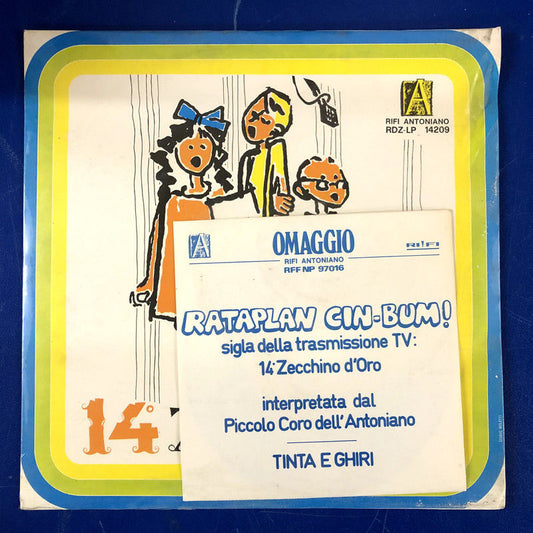 A
RIFI ANTONIANO
RDZ-LP 14209
A
OMAGGIO
RIFI
RIFI ANTONIANO
RFF NP 97016
RATAPLAN CIN-BUM!
sigla della trasmissione TV:
14° Zecchino d'Oro
interpretata dal
Piccolo Coro dell'Antoniano
TINTA E GHIRI
14°